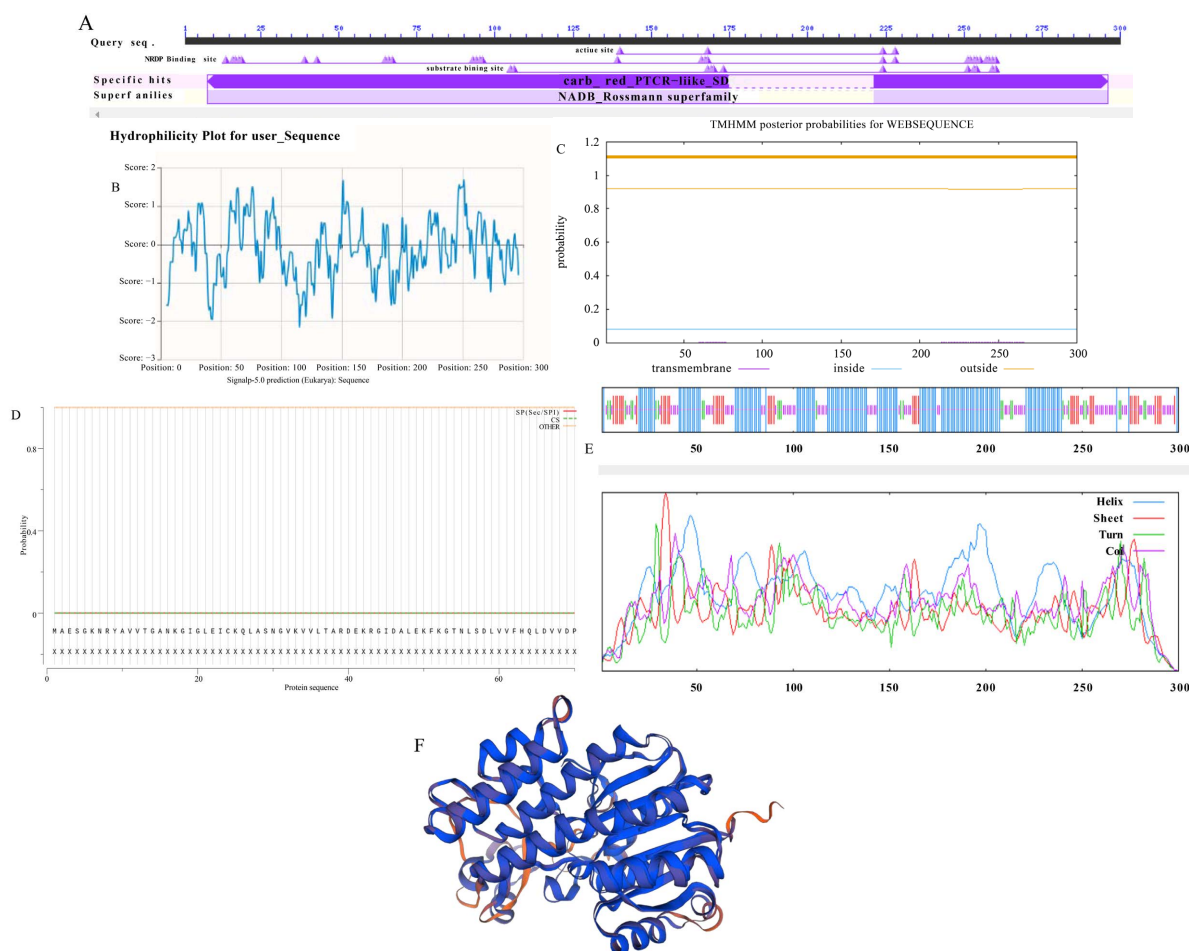 A
1 50 75 100 125 150 175 200 225 250 275 300
Query seq .
active site
NRDP Binding site
substrate bining site
Specific hits
carb_ red_PTCR-liike_SD
Superf anilies
NADB_Rossmann superfamily
Hydrophilicity Plot for user_Sequence
B
Score: 2
Score: 1
Score: 0
Score: −1
Score: −2
Score: −3
Position: 0 Position: 50 Position: 100 Position: 150 Position: 200 Position: 250 Position: 300
TMHMM posterior probabilities for WEBSEQUENCE
C
probability
1.2
1
0.8
0.6
0.4
0.2
0
50 100 150 200 250 300
transmembrane inside outside
Signalp-5.0 prediction (Eukarya): Sequence
D
SP(Sec/SPI)
CS
OTHER
Probability
0.8
0.4
0
M A E S G K N R Y A V V T G A N K G I G L E I C K Q L A S N G V K V V L T A R D E K R G E D A L E K F K G T N L S D L V V F H Q L D V V D P
X X X X X X X X X X X X X X X X X X X X X X X X X X X X X X X X X X X X X X X X X X X X X X X X X X X X X X X X X X X X X X X X X X X X X X
0 20 40 60
Protein sequence
E
50 100 150 200 250 300
Helix
Sheet
Turn
Coi
50 100 150 200 250 300
F